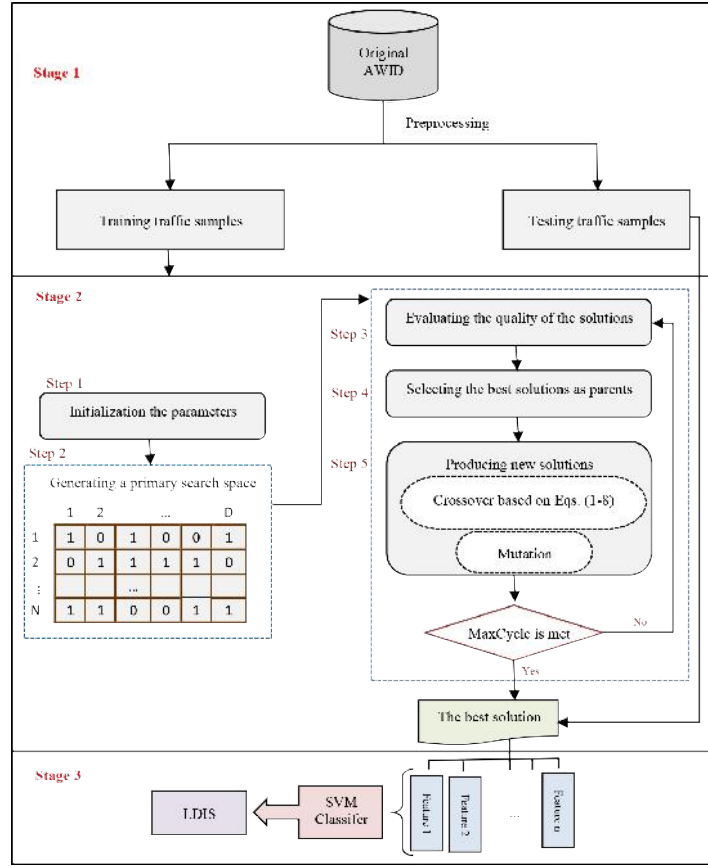 Original
AWID
Stage 1
Preprocessing
Training traffic samples
Testing traffic samples
Stage 2
Step 3
Evaluating the quality of the solutions
Step 1
Step 4
Selecting the best solutions as parents
Initialization the parameters
Step 2
Step 5
Producing new solutions
Generating a primary search space
Crossover based on Eqs. (1-8)
1 2 ... D
1 1 0 1 0 0 1
Mutation
2 0 1 1 1 1 0
⋮ ...
N 1 1 0 0 1 1
MaxCycle is met
No
Yes
The best solution
Stage 3
LDIS
SVM
Classifer
Feature 1
Feature 2
...
Feature n